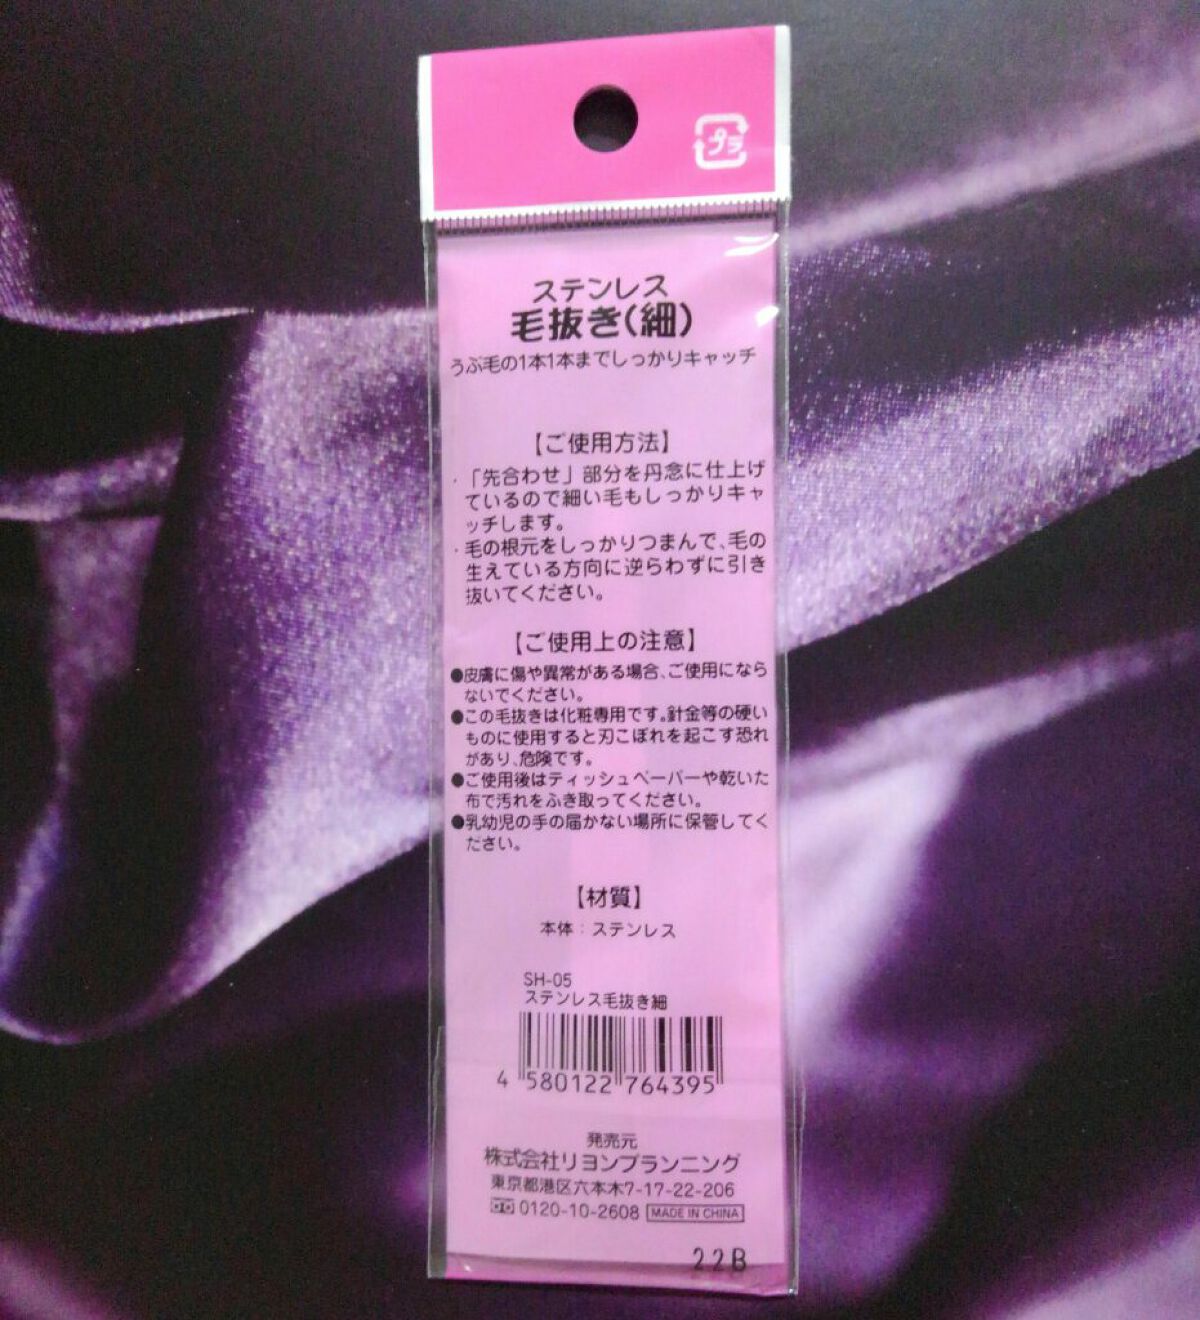 プラ
ステンレス
毛抜き(細)
うぶ毛の1本1本までしっかりキャッチ
【ご使用方法】
・「先合わせ」部分を丹念に仕上げ
ているので細い毛もしっかりキャ
ッチします。
・毛の根元をしっかりつまんで、毛の
生えている方向に逆らわずに引き
抜いてください。
【ご使用上の注意】
●皮膚に傷や異常がある場合、ご使用になら
ないでください。
●この毛抜きは化粧専用です。針金等の硬い
ものに使用すると刃こぼれを起こす恐れ
があり、危険です。
●ご使用後はティッシュペーパーや乾いた
布で汚れをふき取ってください。
●乳幼児の手の届かない場所に保管してく
ださい。
【材質】
本体:ステンレス
SH-05
ステンレス毛抜き細
4 580122 764395
発売元
株式会社リヨンプランニング
東京都港区六本木7-17-22-206
0120-10-2608 MADE IN CHINA
22B